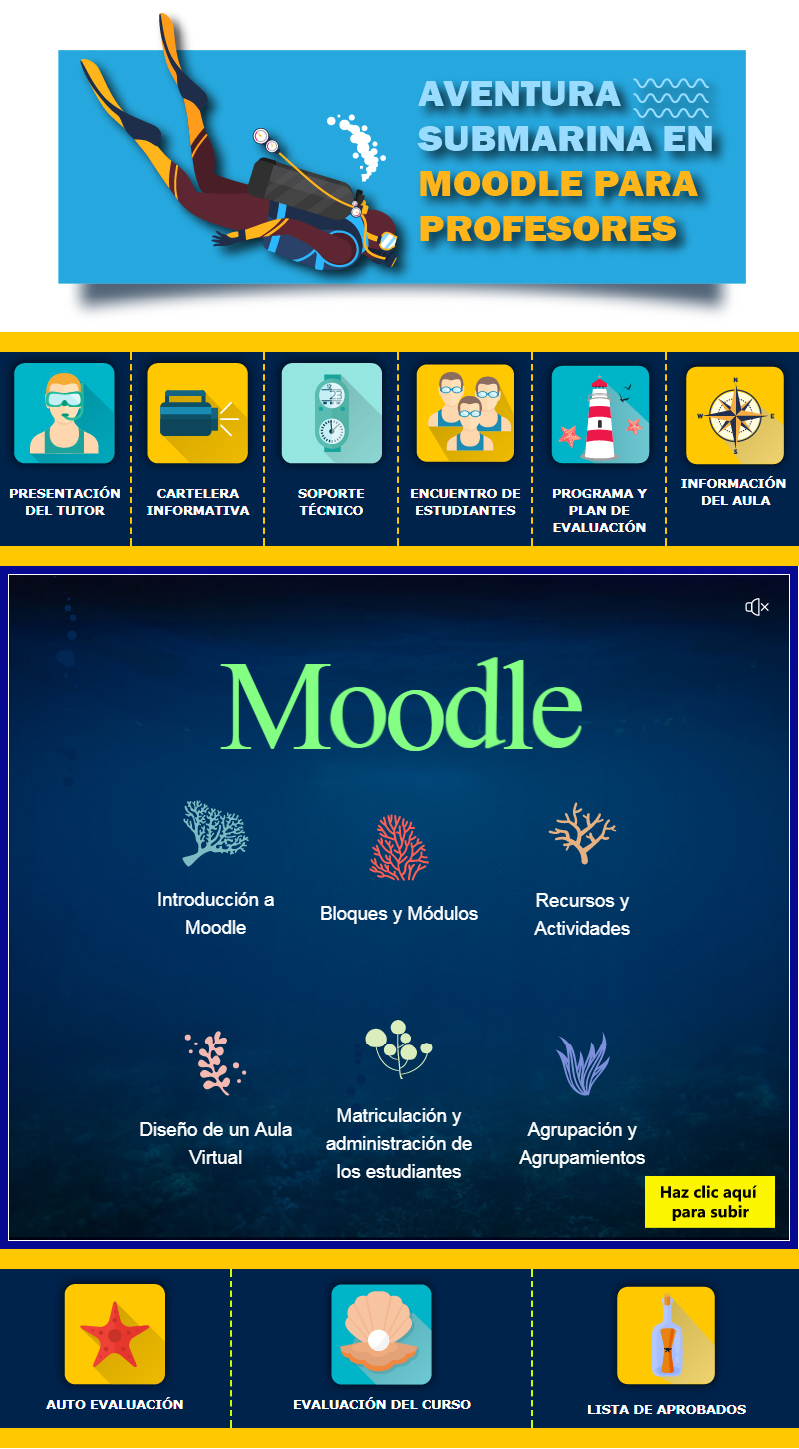 AVENTURA
SUBMARINA EN
MOODLE PARA
PROFESORES
PRESENTACIÓN
DEL TUTOR
CARTELERA
INFORMATIVA
SOPORTE
TÉCNICO
ENCUENTRO DE
ESTUDIANTES
PROGRAMA Y
PLAN DE
EVALUACIÓN
N
W
E
S
INFORMACIÓN
DEL AULA
Moodle
Introducción a
Moodle
Bloques y Módulos
Recursos y
Actividades
Diseño de un Aula
Virtual
Matriculación y
administración de
los estudiantes
Agrupación y
Agrupamientos
Haz clic aquí
para subir
AUTO EVALUACIÓN
EVALUACIÓN DEL CURSO
LISTA DE APROBADOS